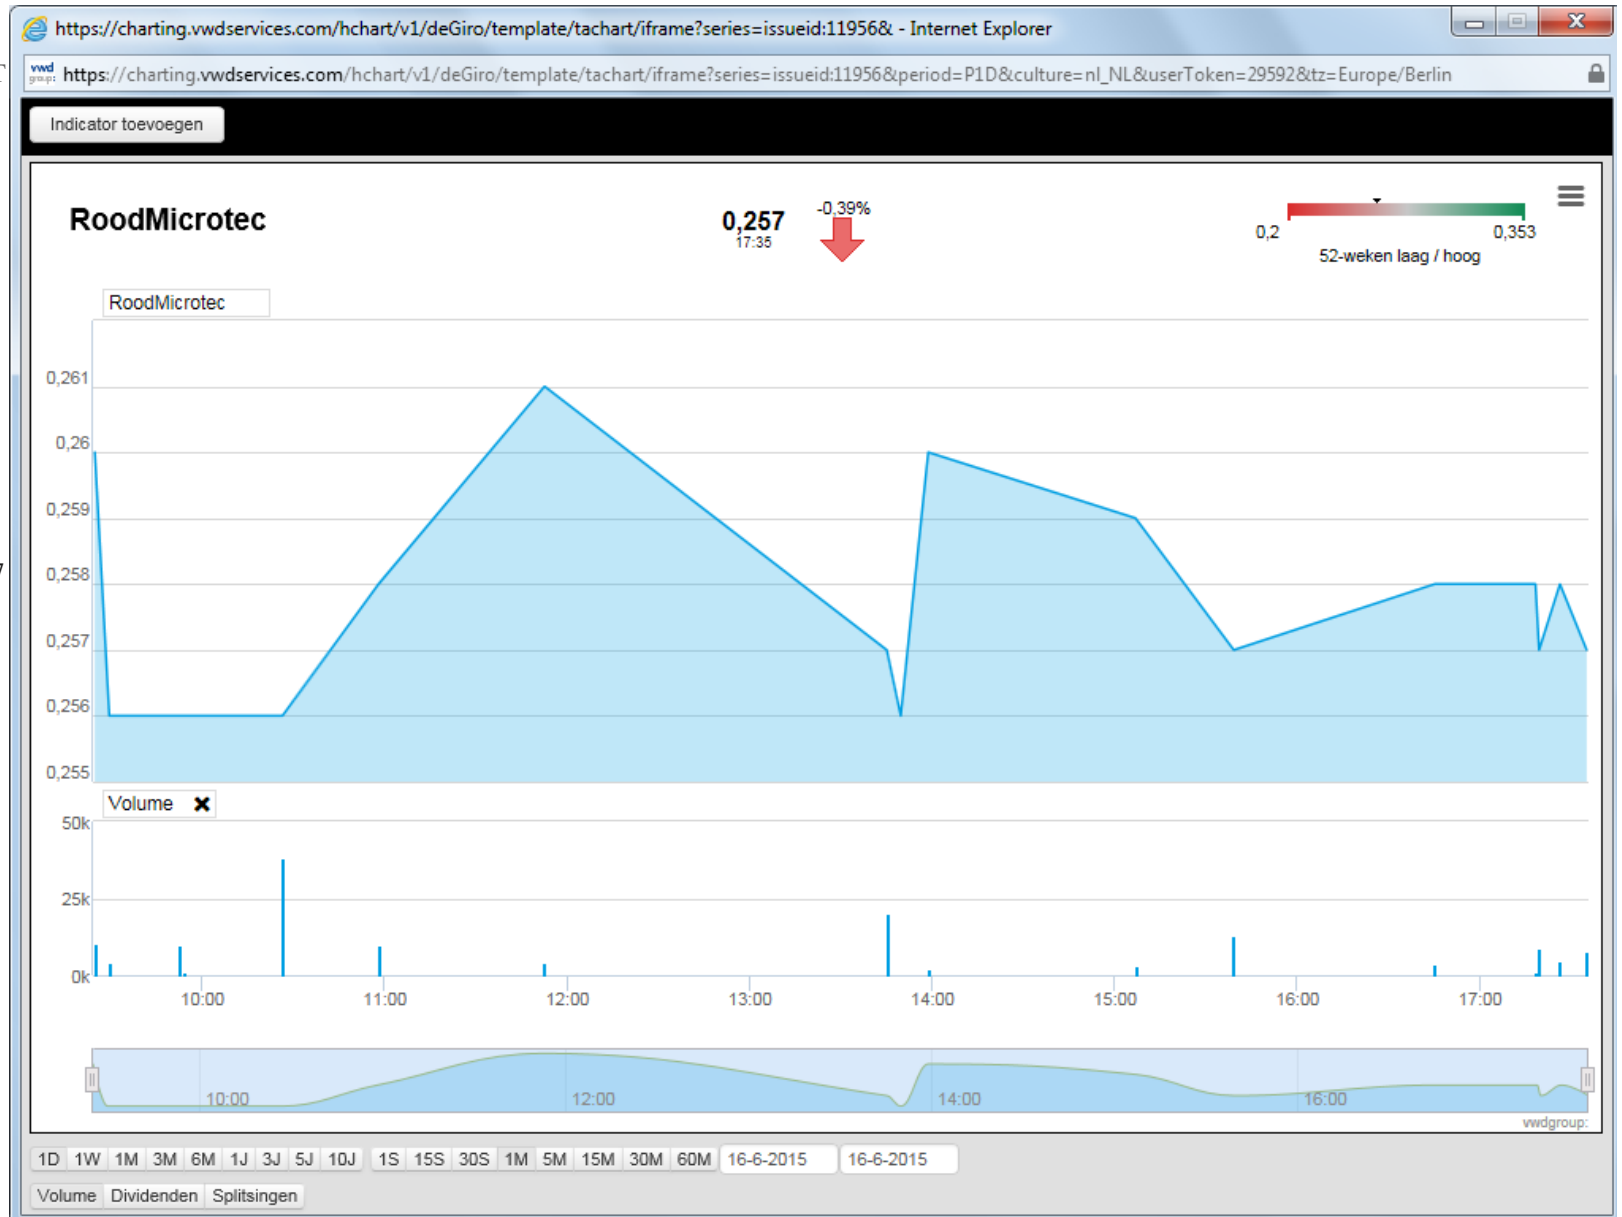 https://charting.vwdservices.com/hchart/v1/deGiro/template/tachart/iframe?series=issueid:11956& - Internet Explorer
vwd group: https://charting.vwdservices.com/hchart/v1/deGiro/template/tachart/iframe?series=issueid:11956&period=P1D&culture=nl_NL&userToken=29592&tz=Europe/Berlin
Indicator toevoegen
RoodMicrotec
0,257
17:35
-0,39%
0,2
0,353
52-weken laag / hoog
RoodMicrotec
0,261
0,26
0,259
0,258
0,257
0,256
0,255
Volume
50k
25k
0k
10:00 11:00 12:00 13:00 14:00 15:00 16:00 17:00
10:00 12:00 14:00 16:00
vwdgroup:
1D 1W 1M 3M 6M 1J 3J 5J 10J 1S 15S 30S 1M 5M 15M 30M 60M 16-6-2015 16-6-2015
Volume Dividenden Splitsingen